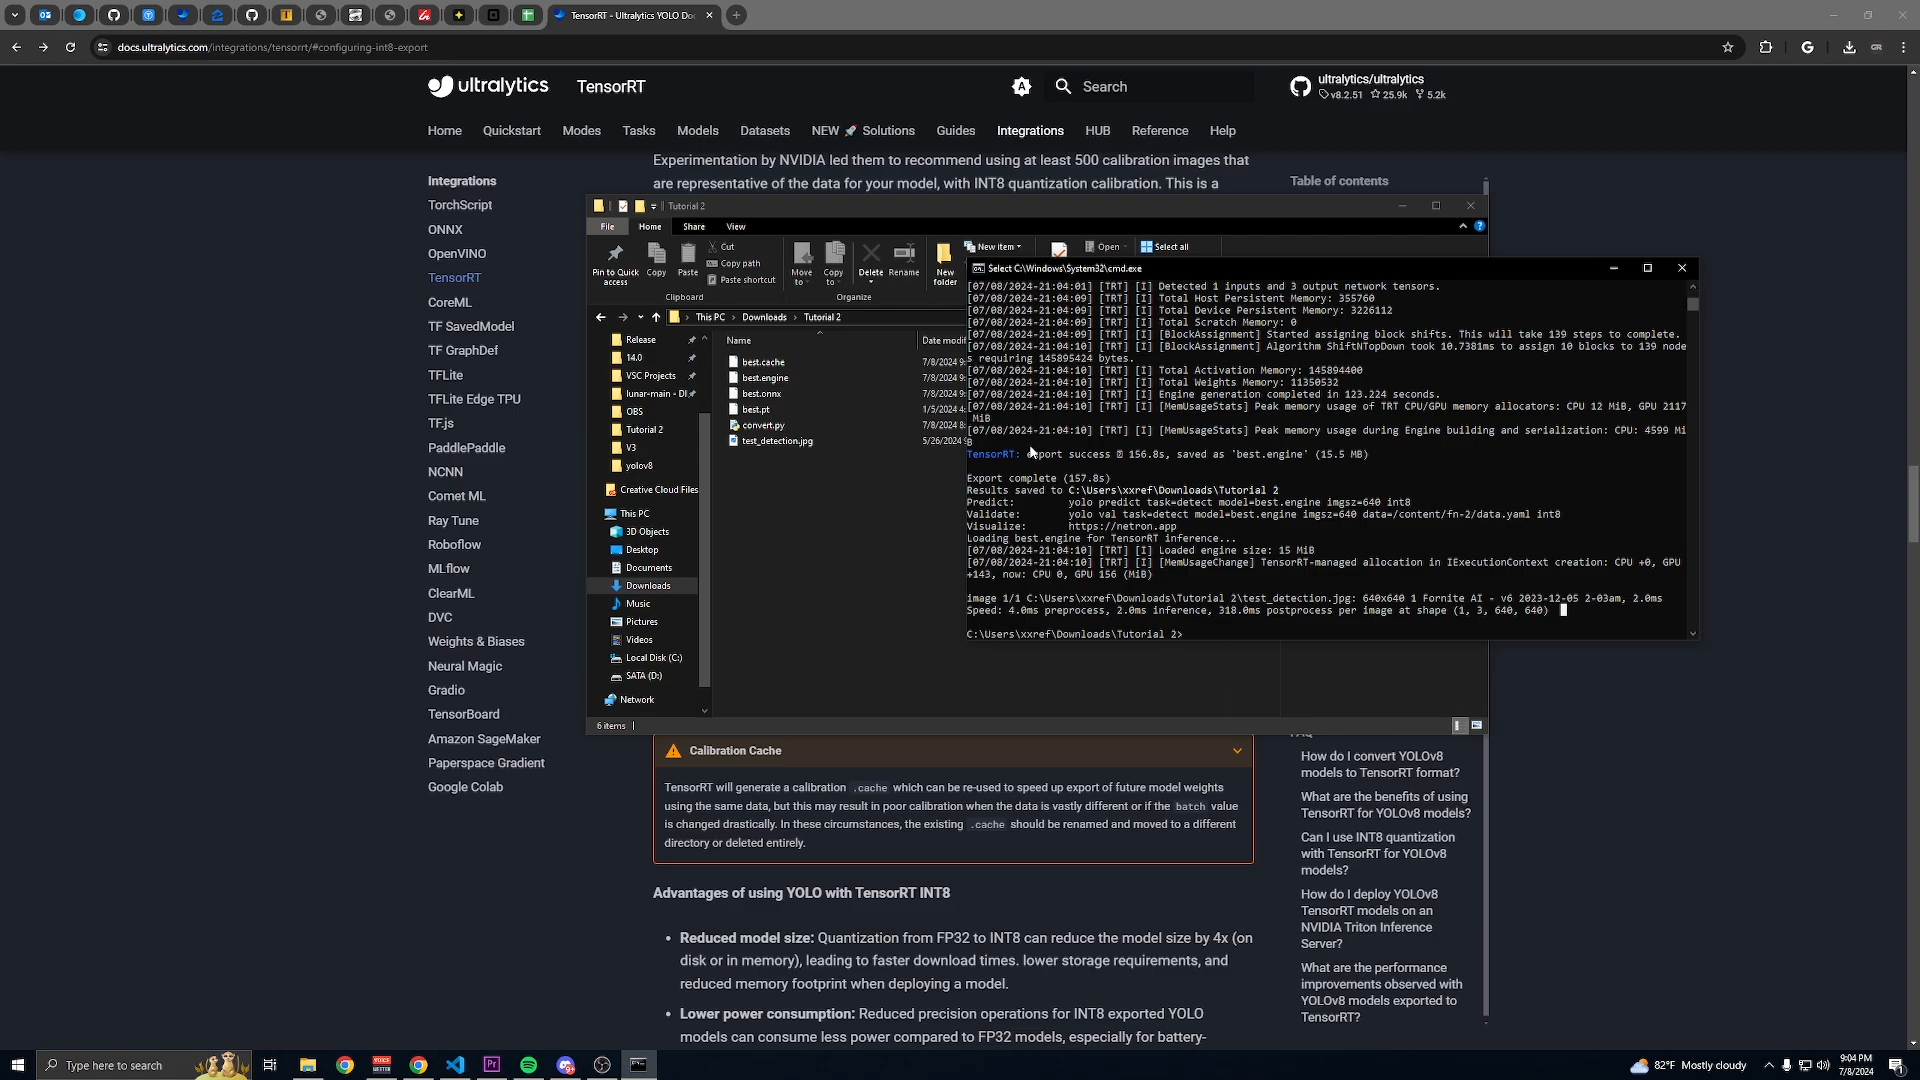 TensorRT - Ultralytics YOLO Do
docs.ultralytics.com/integrations/tensorrt/#configuring-int8-export
ultralytics
TensorRT
Search
ultralytics/ultralytics
v8.2.51 25.9k 5.2k
Home Quickstart Modes Tasks Models Datasets NEW 🚀 Solutions Guides Integrations HUB Reference Help
Experimentation by NVIDIA led them to recommend using at least 500 calibration images that
are representative of the data for your model, with INT8 quantization calibration. This is a
Integrations
TorchScript
ONNX
OpenVINO
TensorRT
CoreML
TF SavedModel
TF GraphDef
TFLite
TFLite Edge TPU
TF.js
PaddlePaddle
NCNN
Comet ML
Ray Tune
Roboflow
MLflow
ClearML
DVC
Weights & Biases
Neural Magic
Gradio
TensorBoard
Amazon SageMaker
Paperspace Gradient
Google Colab
Table of contents
Tutorial 2
File Home Share View
Pin to Quick
access
Copy
Paste
Cut
Copy path
Paste shortcut
Clipboard
Move
to
Copy
to
Delete
Rename
Organize
New
folder
New item
Open
Select all
This PC > Downloads > Tutorial 2
Release
14.0
VSC Projects
lunar-main - DI
OBS
Tutorial 2
V3
yolov8
Creative Cloud Files
This PC
3D Objects
Desktop
Documents
Downloads
Music
Pictures
Videos
Local Disk (C:)
SATA (D:)
Network
Name
Date modif
best.cache 7/8/2024 9:
best.engine 7/8/2024 9:
best.onnx 7/8/2024 9:
best.pt 1/5/2024 4:
convert.py 7/8/2024 8:
test_detection.jpg 5/26/2024 9
6 items
Select C:\Windows\System32\cmd.exe
[07/08/2024-21:04:01] [TRT] [I] Detected 1 inputs and 3 output network tensors.
[07/08/2024-21:04:09] [TRT] [I] Total Host Persistent Memory: 355760
[07/08/2024-21:04:09] [TRT] [I] Total Device Persistent Memory: 3226112
[07/08/2024-21:04:09] [TRT] [I] Total Scratch Memory: 0
[07/08/2024-21:04:09] [TRT] [I] [BlockAssignment] Started assigning block shifts. This will take 139 steps to complete.
[07/08/2024-21:04:10] [TRT] [I] [BlockAssignment] Algorithm ShiftNTopDown took 10.7381ms to assign 10 blocks to 139 node
s requiring 145895424 bytes.
[07/08/2024-21:04:10] [TRT] [I] Total Activation Memory: 145894400
[07/08/2024-21:04:10] [TRT] [I] Total Weights Memory: 11350532
[07/08/2024-21:04:10] [TRT] [I] Engine generation completed in 123.224 seconds.
[07/08/2024-21:04:10] [TRT] [I] [MemUsageStats] Peak memory usage of TRT CPU/GPU memory allocators: CPU 12 MiB, GPU 2117
MiB
[07/08/2024-21:04:10] [TRT] [I] [MemUsageStats] Peak memory usage during Engine building and serialization: CPU: 4599 Mi
B
TensorRT: export success 156.8s, saved as 'best.engine' (15.5 MB)
Export complete (157.8s)
Results saved to C:\Users\xxref\Downloads\Tutorial 2
Predict: yolo predict task=detect model=best.engine imgsz=640 int8
Validate: yolo val task=detect model=best.engine imgsz=640 data=/content/fn-2/data.yaml int8
Visualize: https://netron.app
Loading best.engine for TensorRT inference...
[07/08/2024-21:04:10] [TRT] [I] Loaded engine size: 15 MiB
[07/08/2024-21:04:10] [TRT] [I] [MemUsageChange] TensorRT-managed allocation in IExecutionContext creation: CPU +0, GPU
+143, now: CPU 0, GPU 156 (MiB)
image 1/1 C:\Users\xxref\Downloads\Tutorial 2\test_detection.jpg: 640x640 1 Fornite AI - v6 2023-12-05 2-03am, 2.0ms
Speed: 4.0ms preprocess, 2.0ms inference, 318.0ms postprocess per image at shape (1, 3, 640, 640)
C:\Users\xxref\Downloads\Tutorial 2>
Calibration Cache
TensorRT will generate a calibration .cache which can be re-used to speed up export of future model weights
using the same data, but this may result in poor calibration when the data is vastly different or if the batch value
is changed drastically. In these circumstances, the existing .cache should be renamed and moved to a different
directory or deleted entirely.
Advantages of using YOLO with TensorRT INT8
• Reduced model size: Quantization from FP32 to INT8 can reduce the model size by 4x (on
disk or in memory), leading to faster download times. lower storage requirements, and
reduced memory footprint when deploying a model.
• Lower power consumption: Reduced precision operations for INT8 exported YOLO
models can consume less power compared to FP32 models, especially for battery-
FAQ
How do I convert YOLOv8
models to TensorRT format?
What are the benefits of using
TensorRT for YOLOv8 models?
Can I use INT8 quantization
with TensorRT for YOLOv8
models?
How do I deploy YOLOv8
TensorRT models on an
NVIDIA Triton Inference
Server?
What are the performance
improvements observed with
YOLOv8 models exported to
TensorRT?
Type here to search
82°F Mostly cloudy
9:04 PM
7/8/2024